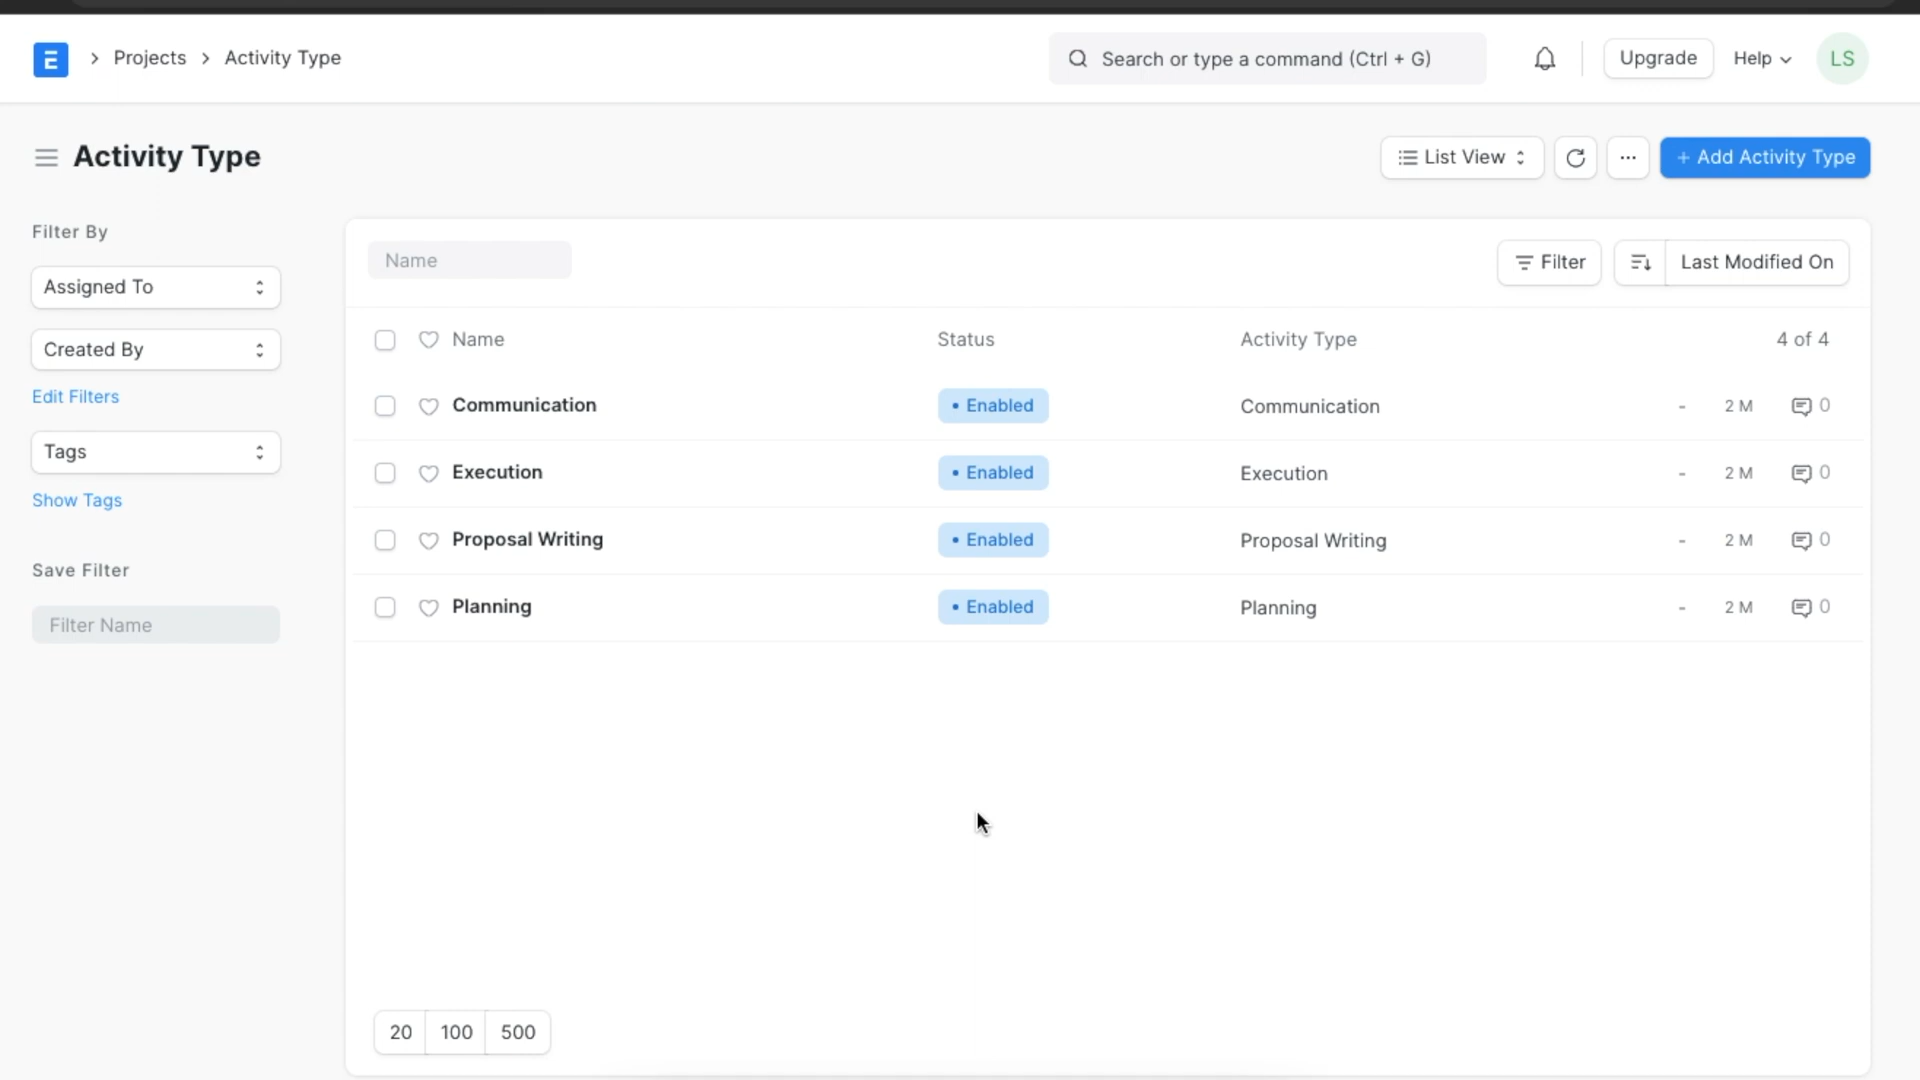 E > Projects > Activity Type
Search or type a command (Ctrl + G)
Upgrade
Help
LS
Activity Type
List View
...
+ Add Activity Type
Filter By
Assigned To
Created By
Edit Filters
Tags
Show Tags
Save Filter
Filter Name
Name
Filter
Last Modified On
Name Status Activity Type 4 of 4
Communication • Enabled Communication - 2 M 0
Execution • Enabled Execution - 2 M 0
Proposal Writing • Enabled Proposal Writing - 2 M 0
Planning • Enabled Planning - 2 M 0
20 100 500